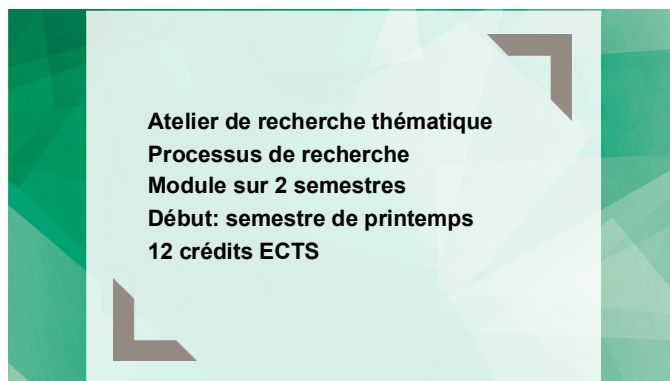 Atelier de recherche thématique
Processus de recherche
Module sur 2 semestres
Début: semestre de printemps
12 crédits ECTS